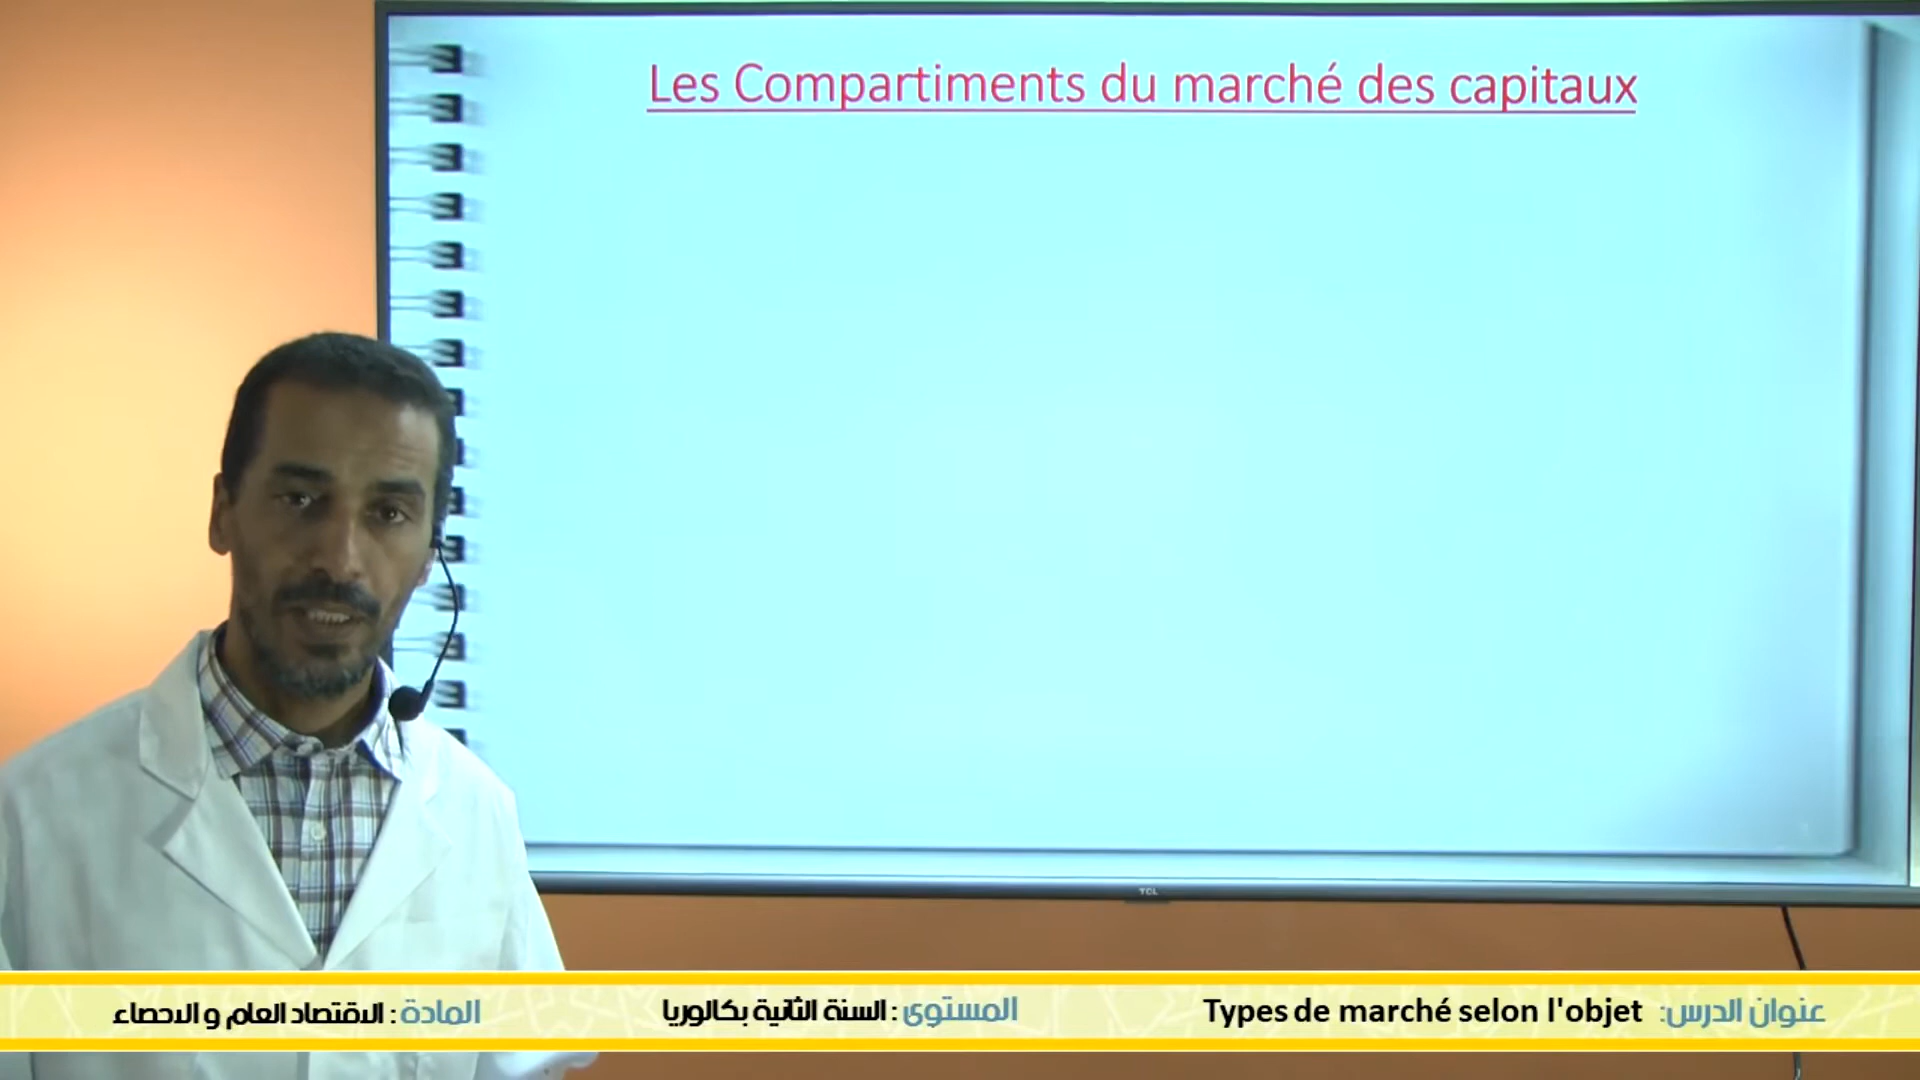 Les Compartiments du marché des capitaux
TCL
عنوان الدرس: Types de marché selon l'objet
المستوى : السنة الثانية بكالوريا
المادة : الاقتصاد العام و الاحصاء